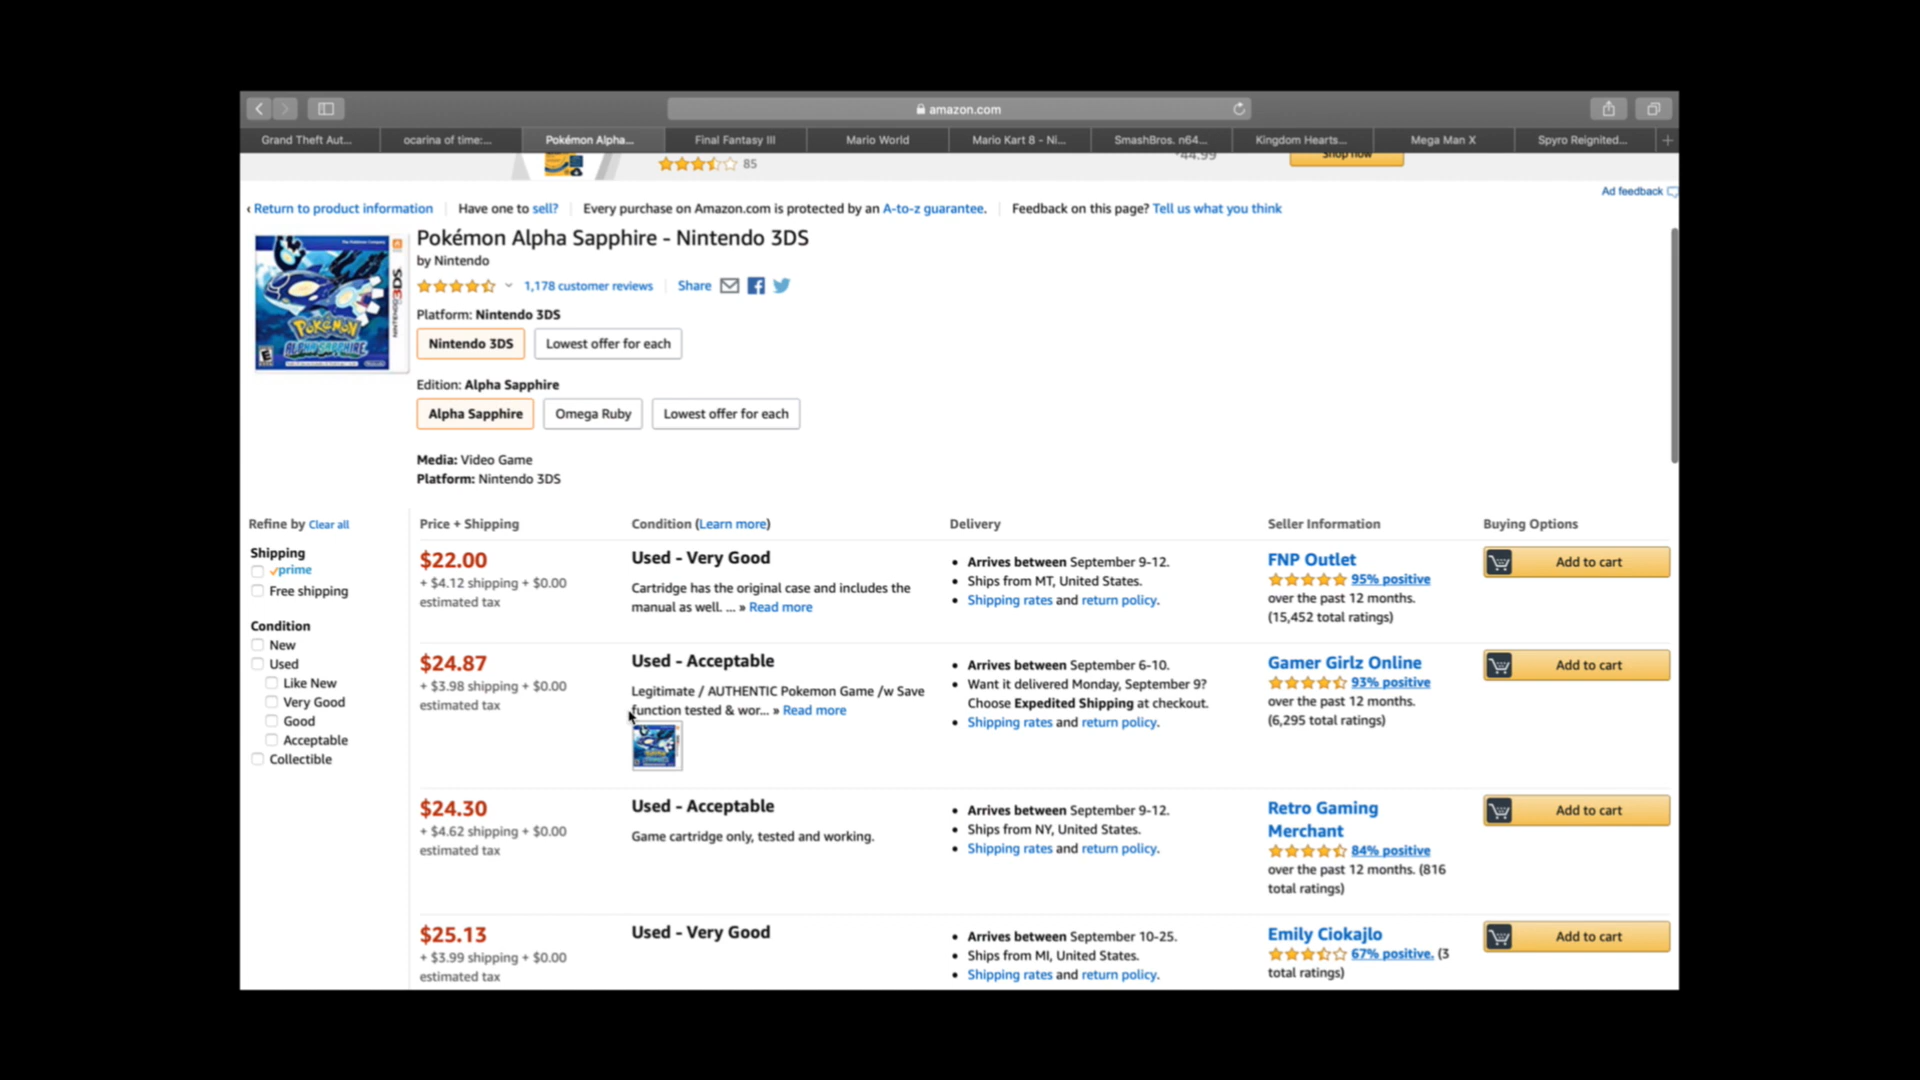 amazon.com
Grand Theft Aut...
ocarina of time:...
Pokémon Alpha...
Final Fantasy III
Mario World
Mario Kart 8 - Ni...
SmashBros. n64...
Kingdom Hearts...
Mega Man X
Spyro Reignited...
85
44.99
Shop now
Ad feedback
‹ Return to product information
Have one to sell?
Every purchase on Amazon.com is protected by an A-to-z guarantee.
Feedback on this page? Tell us what you think
Pokémon Alpha Sapphire - Nintendo 3DS
by Nintendo
1,178 customer reviews
Share
POKéMON
ALPHA SAPPHIRE
NINTENDO 3DS
E
Platform: Nintendo 3DS
Nintendo 3DS
Lowest offer for each
Edition: Alpha Sapphire
Alpha Sapphire
Omega Ruby
Lowest offer for each
Media: Video Game
Platform: Nintendo 3DS
Refine by Clear all
Shipping
prime
Free shipping
Condition
New
Used
Like New
Very Good
Good
Acceptable
Collectible
Price + Shipping
Condition (Learn more)
Delivery
Seller Information
Buying Options
$22.00
+ $4.12 shipping + $0.00
estimated tax
Used - Very Good
Cartridge has the original case and includes the
manual as well. ... » Read more
• Arrives between September 9-12.
• Ships from MT, United States.
• Shipping rates and return policy.
FNP Outlet
95% positive
over the past 12 months.
(15,452 total ratings)
Add to cart
$24.87
+ $3.98 shipping + $0.00
estimated tax
Used - Acceptable
Legitimate / AUTHENTIC Pokemon Game /w Save
function tested & wor... » Read more
• Arrives between September 6-10.
• Want it delivered Monday, September 9?
Choose Expedited Shipping at checkout.
• Shipping rates and return policy.
Gamer Girlz Online
93% positive
over the past 12 months.
(6,295 total ratings)
Add to cart
$24.30
+ $4.62 shipping + $0.00
estimated tax
Used - Acceptable
Game cartridge only, tested and working.
• Arrives between September 9-12.
• Ships from NY, United States.
• Shipping rates and return policy.
Retro Gaming
Merchant
84% positive
over the past 12 months. (816
total ratings)
Add to cart
$25.13
+ $3.99 shipping + $0.00
estimated tax
Used - Very Good
• Arrives between September 10-25.
• Ships from MI, United States.
• Shipping rates and return policy.
Emily Ciokajlo
67% positive. (3
total ratings)
Add to cart